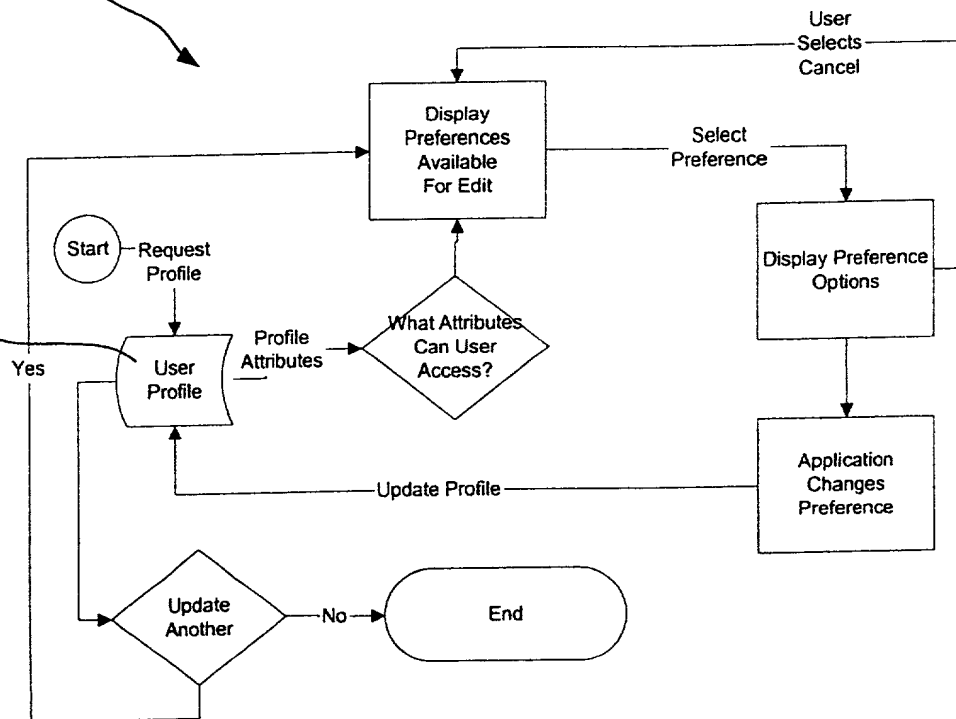 User
Selects
Cancel
Display
Preferences
Available
For Edit
Select
Preference
Start
Request
Profile
Display Preference
Options
What Attributes
Can User
Access?
Profile
Attributes
User
Profile
Yes
Application
Changes
Preference
Update Profile
Update
Another
No
End